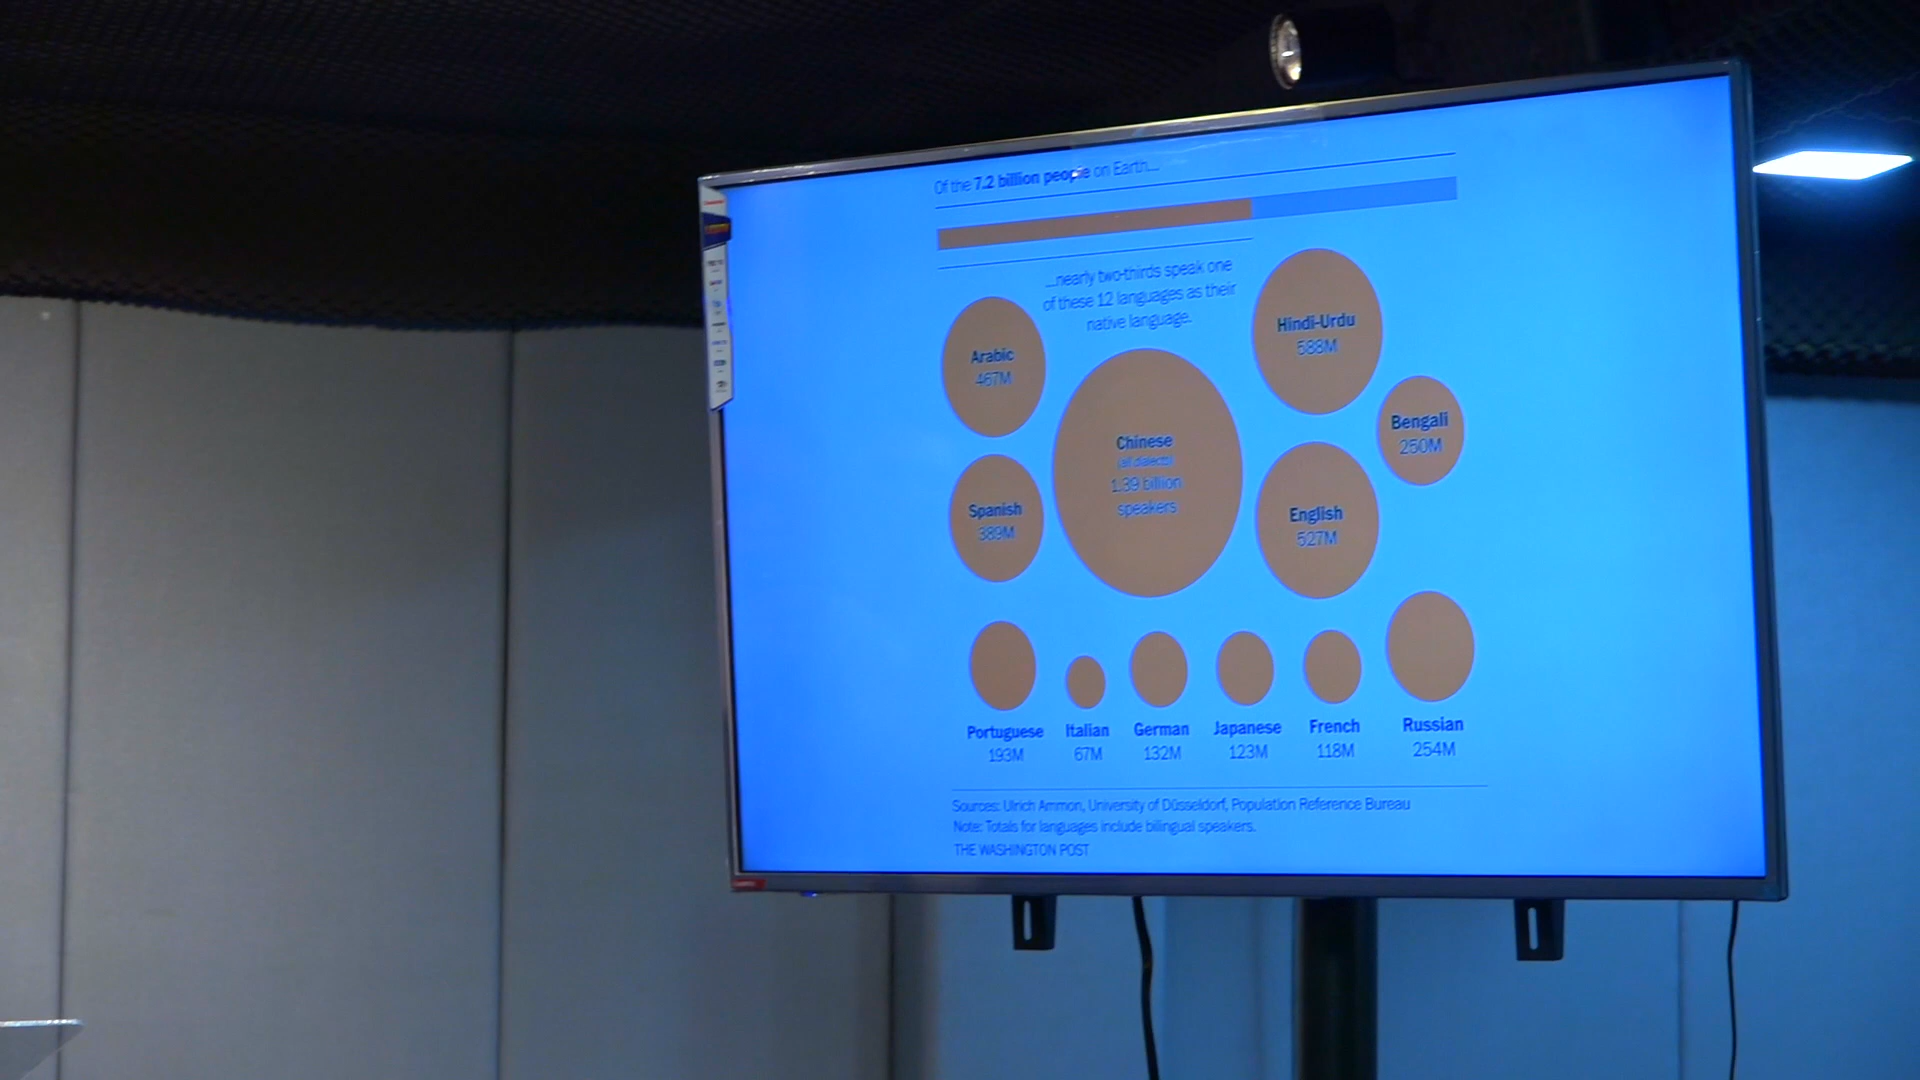 Of the 7.2 billion people on Earth...
...nearly two-thirds speak one
of these 12 languages as their
native language.
Arabic
467M
Hindi-Urdu
588M
Bengali
250M
Chinese
(all dialects)
1.39 billion
speakers
Spanish
389M
English
527M
Portuguese
193M
Italian
67M
German
132M
Japanese
123M
French
118M
Russian
254M
Sources: Ulrich Ammon, University of Düsseldorf, Population Reference Bureau
Note: Totals for languages include bilingual speakers.
THE WASHINGTON POST